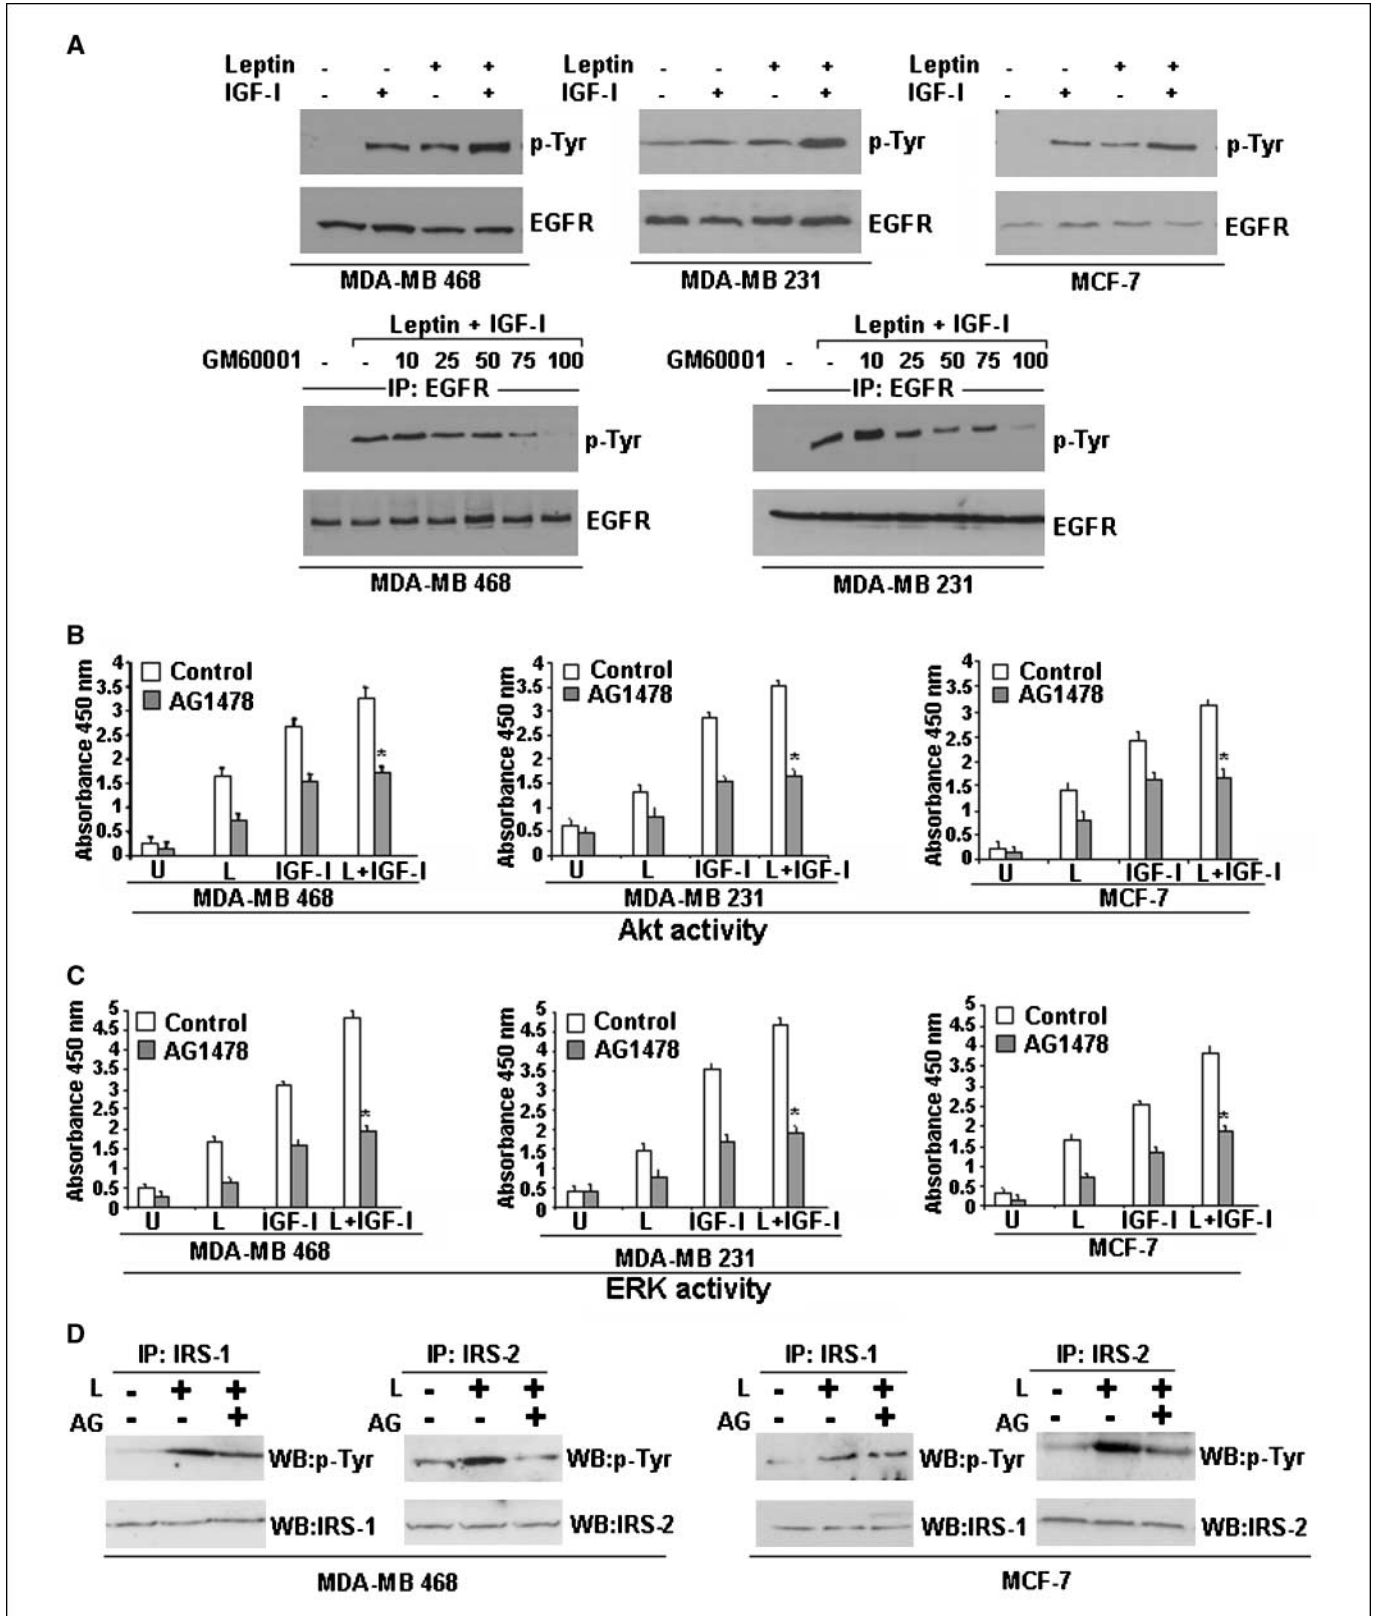 A
Leptin - - + +
IGF-I - + - +
p-Tyr
EGFR
MDA-MB 468
Leptin - - + +
IGF-I - + - +
p-Tyr
EGFR
MDA-MB 231
Leptin - - + +
IGF-I - + - +
p-Tyr
EGFR
MCF-7
Leptin + IGF-I
GM60001 - - 10 25 50 75 100
IP: EGFR
p-Tyr
EGFR
MDA-MB 468
Leptin + IGF-I
GM60001 - - 10 25 50 75 100
IP: EGFR
p-Tyr
EGFR
MDA-MB 231
B
Absorbance 450 nm
4
3.5
3
2.5
2
1.5
1
0.5
0
Control
AG1478
*
U L IGF-I L+IGF-I
MDA-MB 468
Absorbance 450 nm
4
3.5
3
2.5
2
1.5
1
0.5
0
Control
AG1478
*
U L IGF-I L+IGF-I
MDA-MB 231
Absorbance 450 nm
4
3.5
3
2.5
2
1.5
1
0.5
0
Control
AG1478
*
U L IGF-I L+IGF-I
MCF-7
Akt activity
C
Absorbance 450 nm
5
4.5
4
3.5
3
2.5
2
1.5
1
0.5
0
Control
AG1478
*
U L IGF-I L+IGF-I
MDA-MB 468
Absorbance 450 nm
5
4.5
4
3.5
3
2.5
2
1.5
1
0.5
0
Control
AG1478
*
U L IGF-I L+IGF-I
MDA-MB 231
Absorbance 450 nm
5
4.5
4
3.5
3
2.5
2
1.5
1
0.5
0
Control
AG1478
*
U L IGF-I L+IGF-I
MCF-7
ERK activity
D
IP: IRS-1
L - + +
AG - - +
WB:p-Tyr
WB:IRS-1
IP: IRS-2
L - + +
AG - - +
WB:p-Tyr
WB:IRS-2
MDA-MB 468
IP: IRS-1
L - + +
AG - - +
WB:p-Tyr
WB:IRS-1
IP: IRS-2
L - + +
AG - - +
WB:p-Tyr
WB:IRS-2
MCF-7